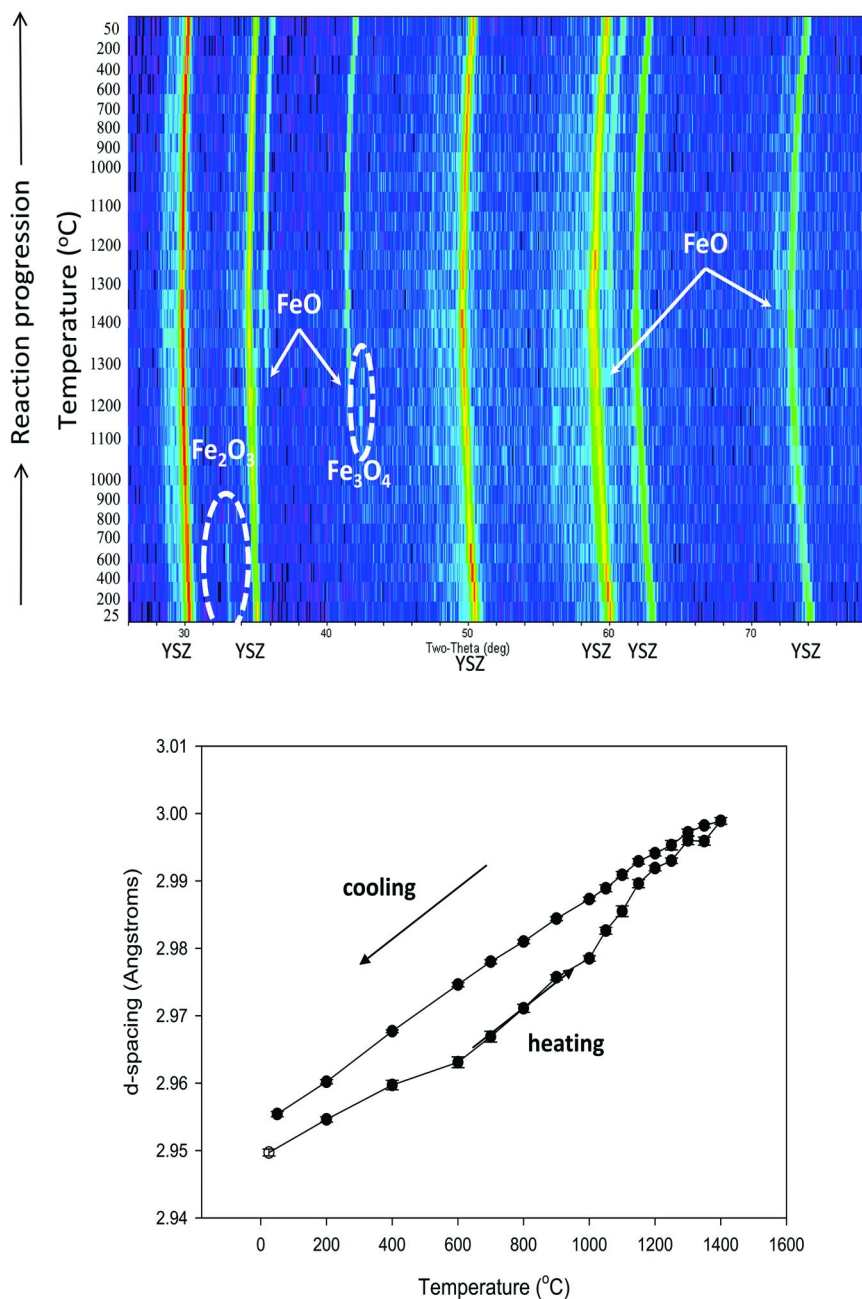 Reaction progression
Temperature (°C)
50
200
400
600
700
800
900
1000
1100
1200
1300
1400
1300
1200
1100
1000
900
800
700
600
400
200
25
FeO
FeO
Fe₂O₃
Fe₃O₄
30
40
50
60
70
Two-Theta (deg)
YSZ
YSZ
YSZ
YSZ
YSZ
YSZ
d-spacing (Angstroms)
3.01
3.00
2.99
2.98
2.97
2.96
2.95
2.94
cooling
heating
0
200
400
600
800
1000
1200
1400
1600
Temperature (°C)